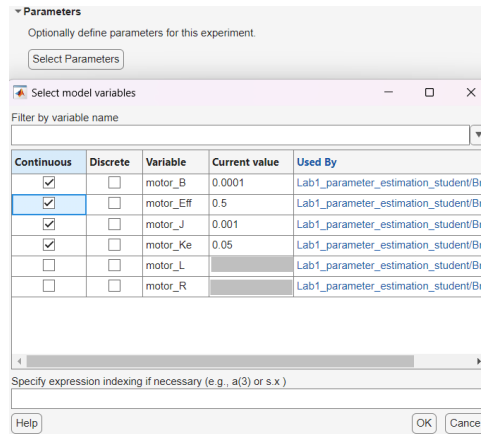 Parameters
Optionally define parameters for this experiment.
Select Parameters
Select model variables
Filter by variable name
Continuous Discrete Variable Current value Used By
motor_B 0.0001 Lab1_parameter_estimation_student/Br
motor_Eff 0.5 Lab1_parameter_estimation_student/Br
motor_J 0.001 Lab1_parameter_estimation_student/Br
motor_Ke 0.05 Lab1_parameter_estimation_student/Br
motor_L Lab1_parameter_estimation_student/Br
motor_R Lab1_parameter_estimation_student/Br
Specify expression indexing if necessary (e.g., a(3) or s.x )
Help OK Cance